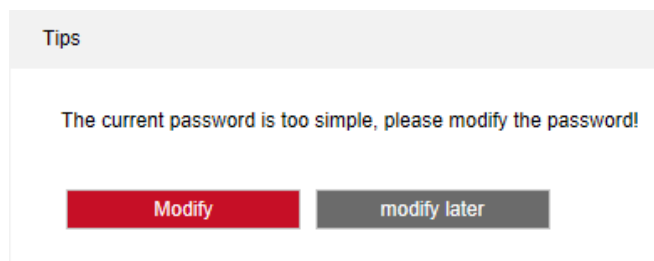 Tips
The current password is too simple, please modify the password!
Modify
modify later